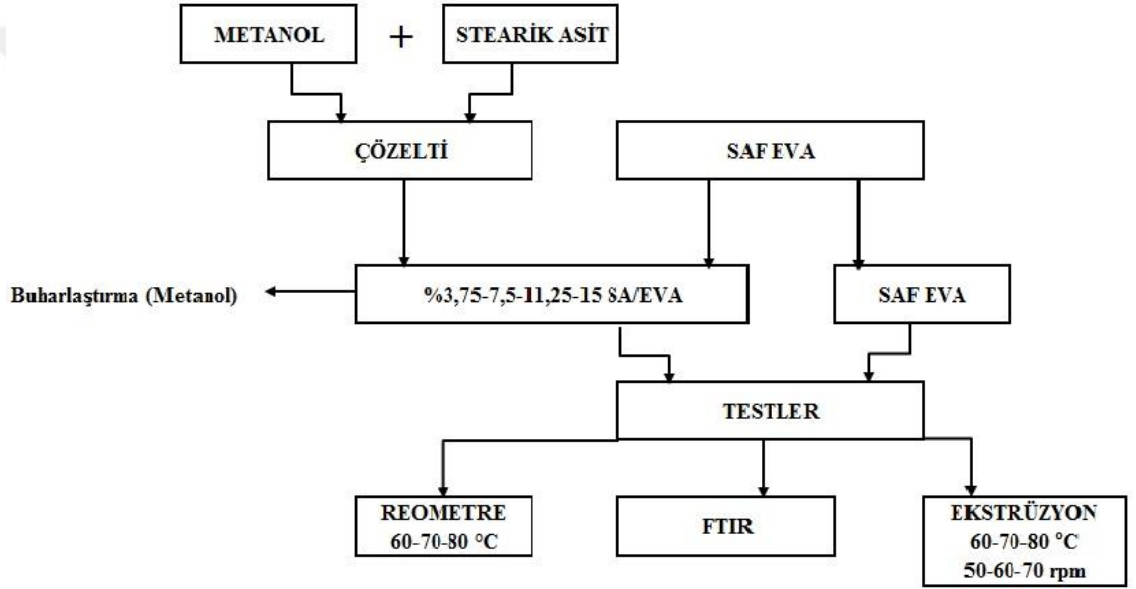 METANOL + STEARİK ASİT
ÇÖZELTİ
SAF EVA
Buharlaştırma (Metanol)
%3,75-7,5-11,25-15 SA/EVA
SAF EVA
TESTLER
REOMETRE
60-70-80 °C
FTIR
EKSTRÜZYON
60-70-80 °C
50-60-70 rpm